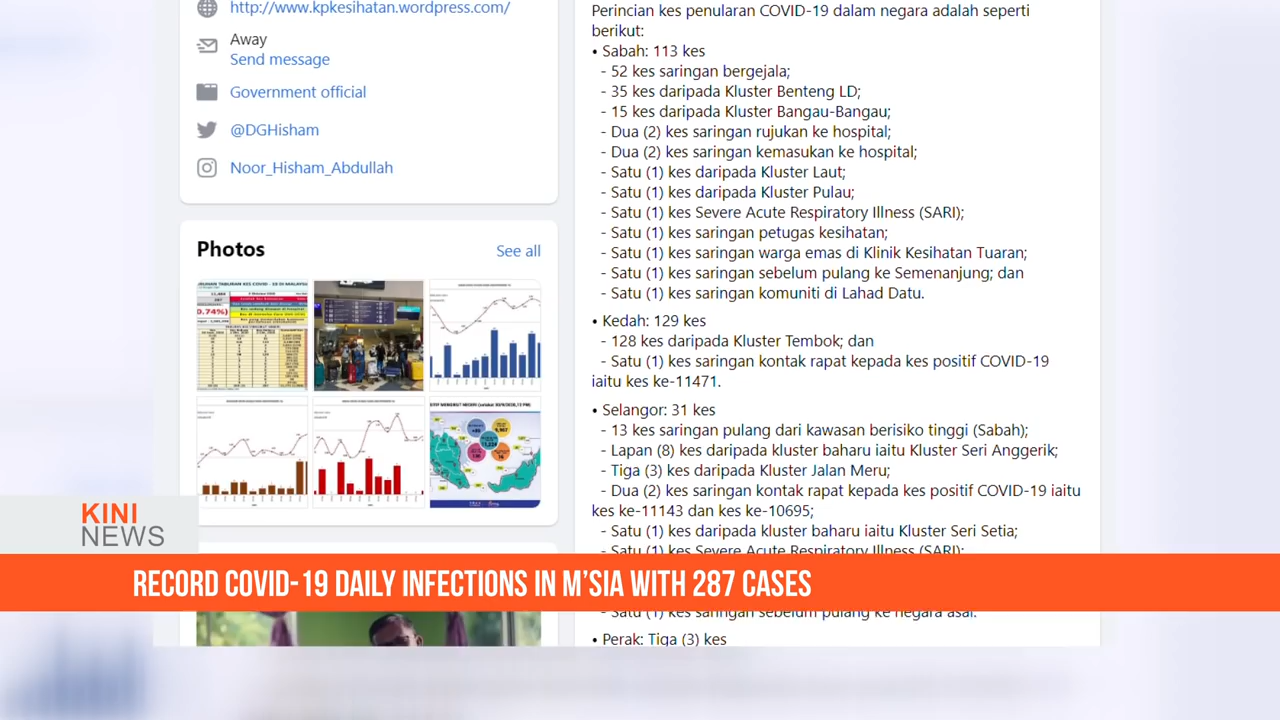 http://www.kpkesihatan.wordpress.com/
Away
Send message
Government official
@DGHisham
Noor_Hisham_Abdullah
Photos
See all
Perincian kes penularan COVID-19 dalam negara adalah seperti
berikut:
• Sabah: 113 kes
- 52 kes saringan bergejala;
- 35 kes daripada Kluster Benteng LD;
- 15 kes daripada Kluster Bangau-Bangau;
- Dua (2) kes saringan rujukan ke hospital;
- Dua (2) kes saringan kemasukan ke hospital;
- Satu (1) kes daripada Kluster Laut;
- Satu (1) kes daripada Kluster Pulau;
- Satu (1) kes Severe Acute Respiratory Illness (SARI);
- Satu (1) kes saringan petugas kesihatan;
- Satu (1) kes saringan warga emas di Klinik Kesihatan Tuaran;
- Satu (1) kes saringan sebelum pulang ke Semenanjung; dan
- Satu (1) kes saringan komuniti di Lahad Datu.
• Kedah: 129 kes
- 128 kes daripada Kluster Tembok; dan
- Satu (1) kes saringan kontak rapat kepada kes positif COVID-19
iaitu kes ke-11471.
• Selangor: 31 kes
- 13 kes saringan pulang dari kawasan berisiko tinggi (Sabah);
- Lapan (8) kes daripada kluster baharu iaitu Kluster Seri Anggerik;
- Tiga (3) kes daripada Kluster Jalan Meru;
- Dua (2) kes saringan kontak rapat kepada kes positif COVID-19 iaitu
kes ke-11143 dan kes ke-10695;
- Satu (1) kes daripada kluster baharu iaitu Kluster Seri Setia;
- Satu (1) kes Severe Acute Respiratory Illness (SARI);
- Satu (1) kes saringan sebelum pulang ke negara asal.
• Perak: Tiga (3) kes
KINI
NEWS
RECORD COVID-19 DAILY INFECTIONS IN M'SIA WITH 287 CASES